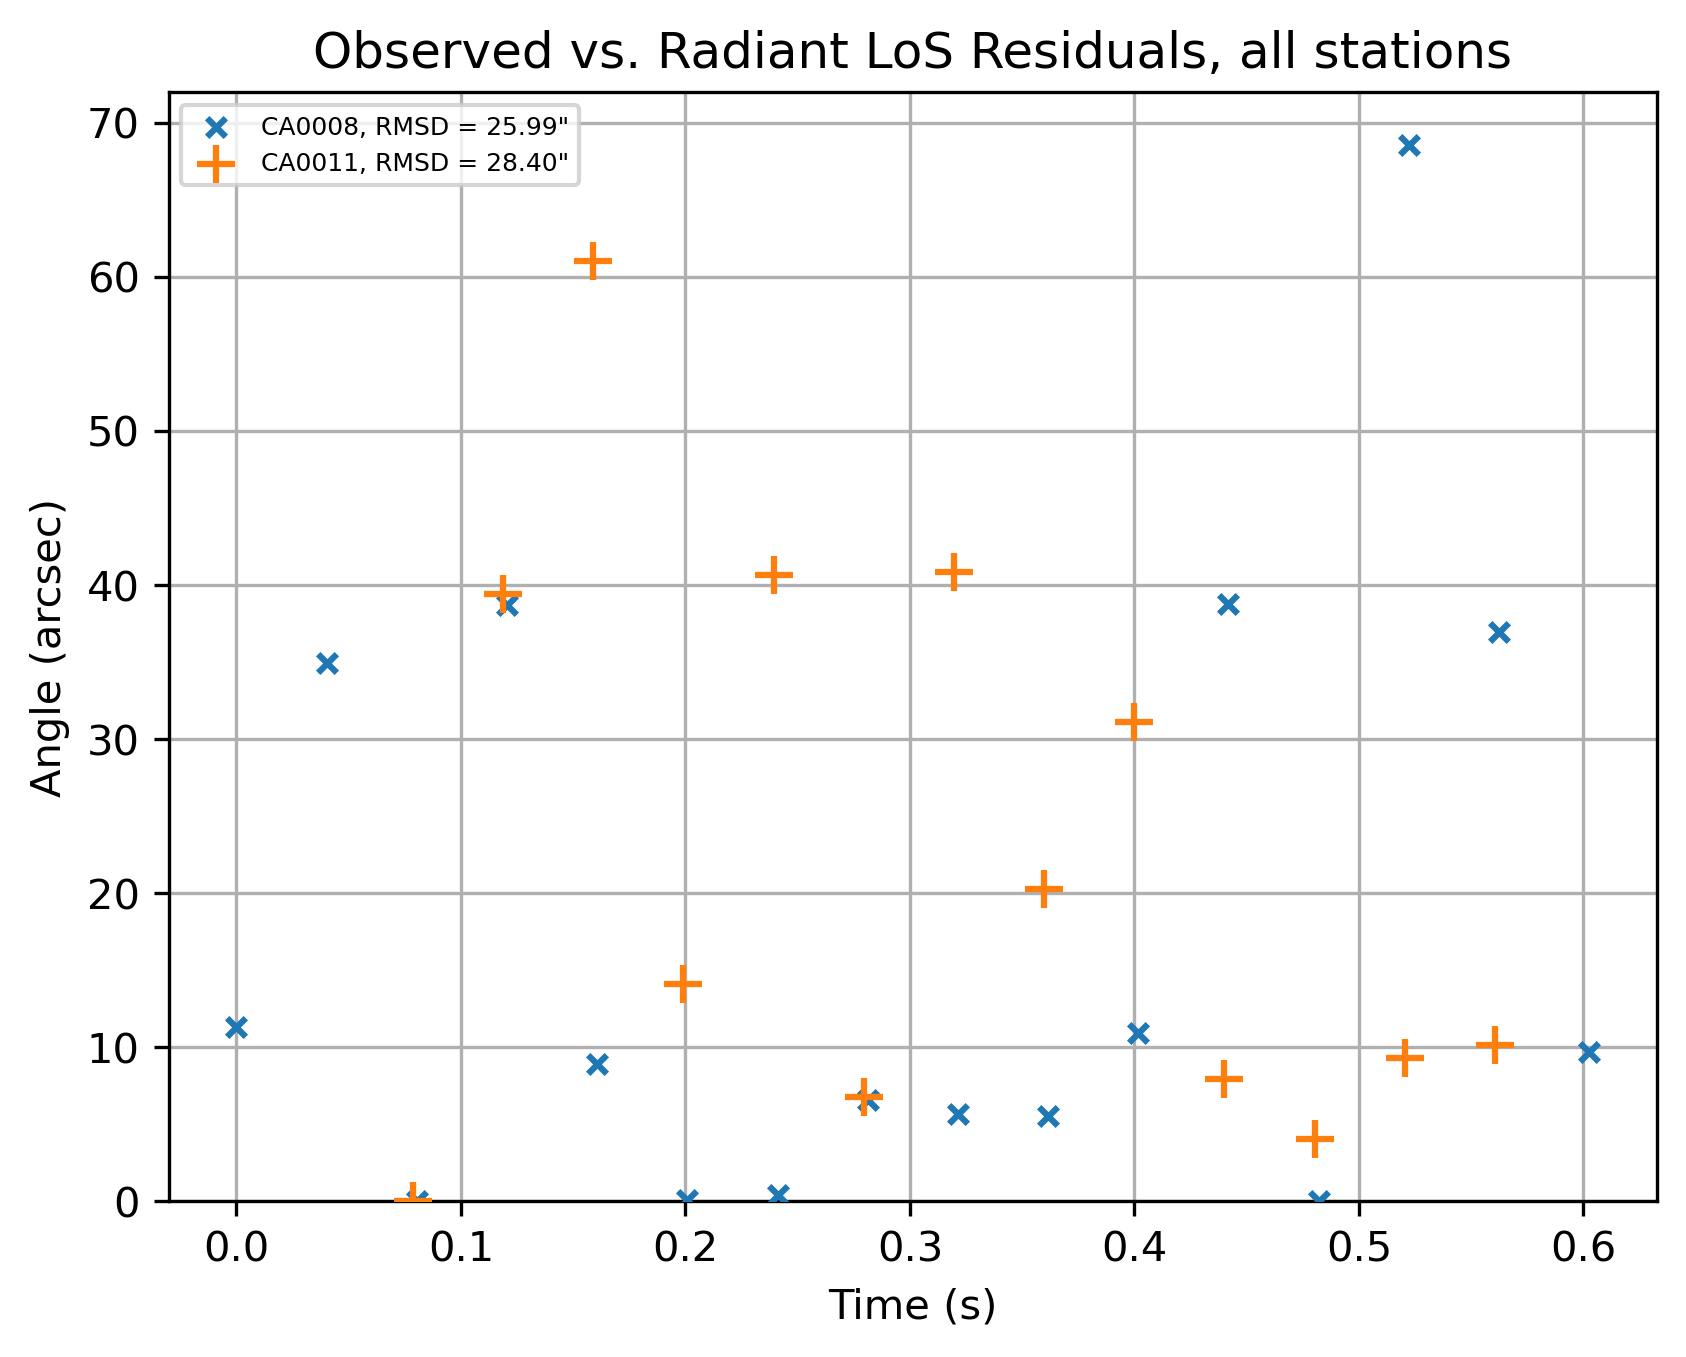 Observed vs. Radiant LoS Residuals, all stations
CA0008, RMSD = 25.99"
CA0011, RMSD = 28.40"
70
60
50
40
30
20
10
0
Angle (arcsec)
0.0 0.1 0.2 0.3 0.4 0.5 0.6
Time (s)